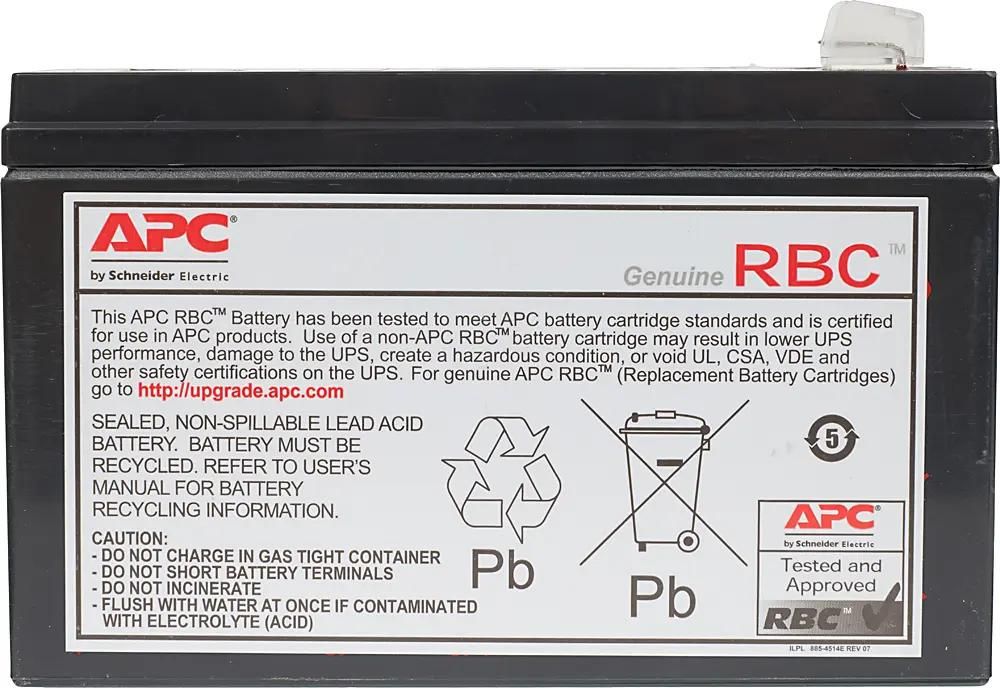 APC®
by Schneider Electric
Genuine RBC™
This APC RBC™ Battery has been tested to meet APC battery cartridge standards and is certified
for use in APC products. Use of a non-APC RBC™ battery cartridge may result in lower UPS
performance, damage to the UPS, create a hazardous condition, or void UL, CSA, VDE and
other safety certifications on the UPS. For genuine APC RBC™ (Replacement Battery Cartridges)
go to http://upgrade.apc.com
SEALED, NON-SPILLABLE LEAD ACID
BATTERY. BATTERY MUST BE
RECYCLED. REFER TO USER'S
MANUAL FOR BATTERY
RECYCLING INFORMATION.
CAUTION:
- DO NOT CHARGE IN GAS TIGHT CONTAINER
- DO NOT SHORT BATTERY TERMINALS
- DO NOT INCINERATE
- FLUSH WITH WATER AT ONCE IF CONTAMINATED
WITH ELECTROLYTE (ACID)
Pb
Pb
5
APC®
by Schneider Electric
Tested and
Approved
RBC™
ILPL 885-4514E REV 07